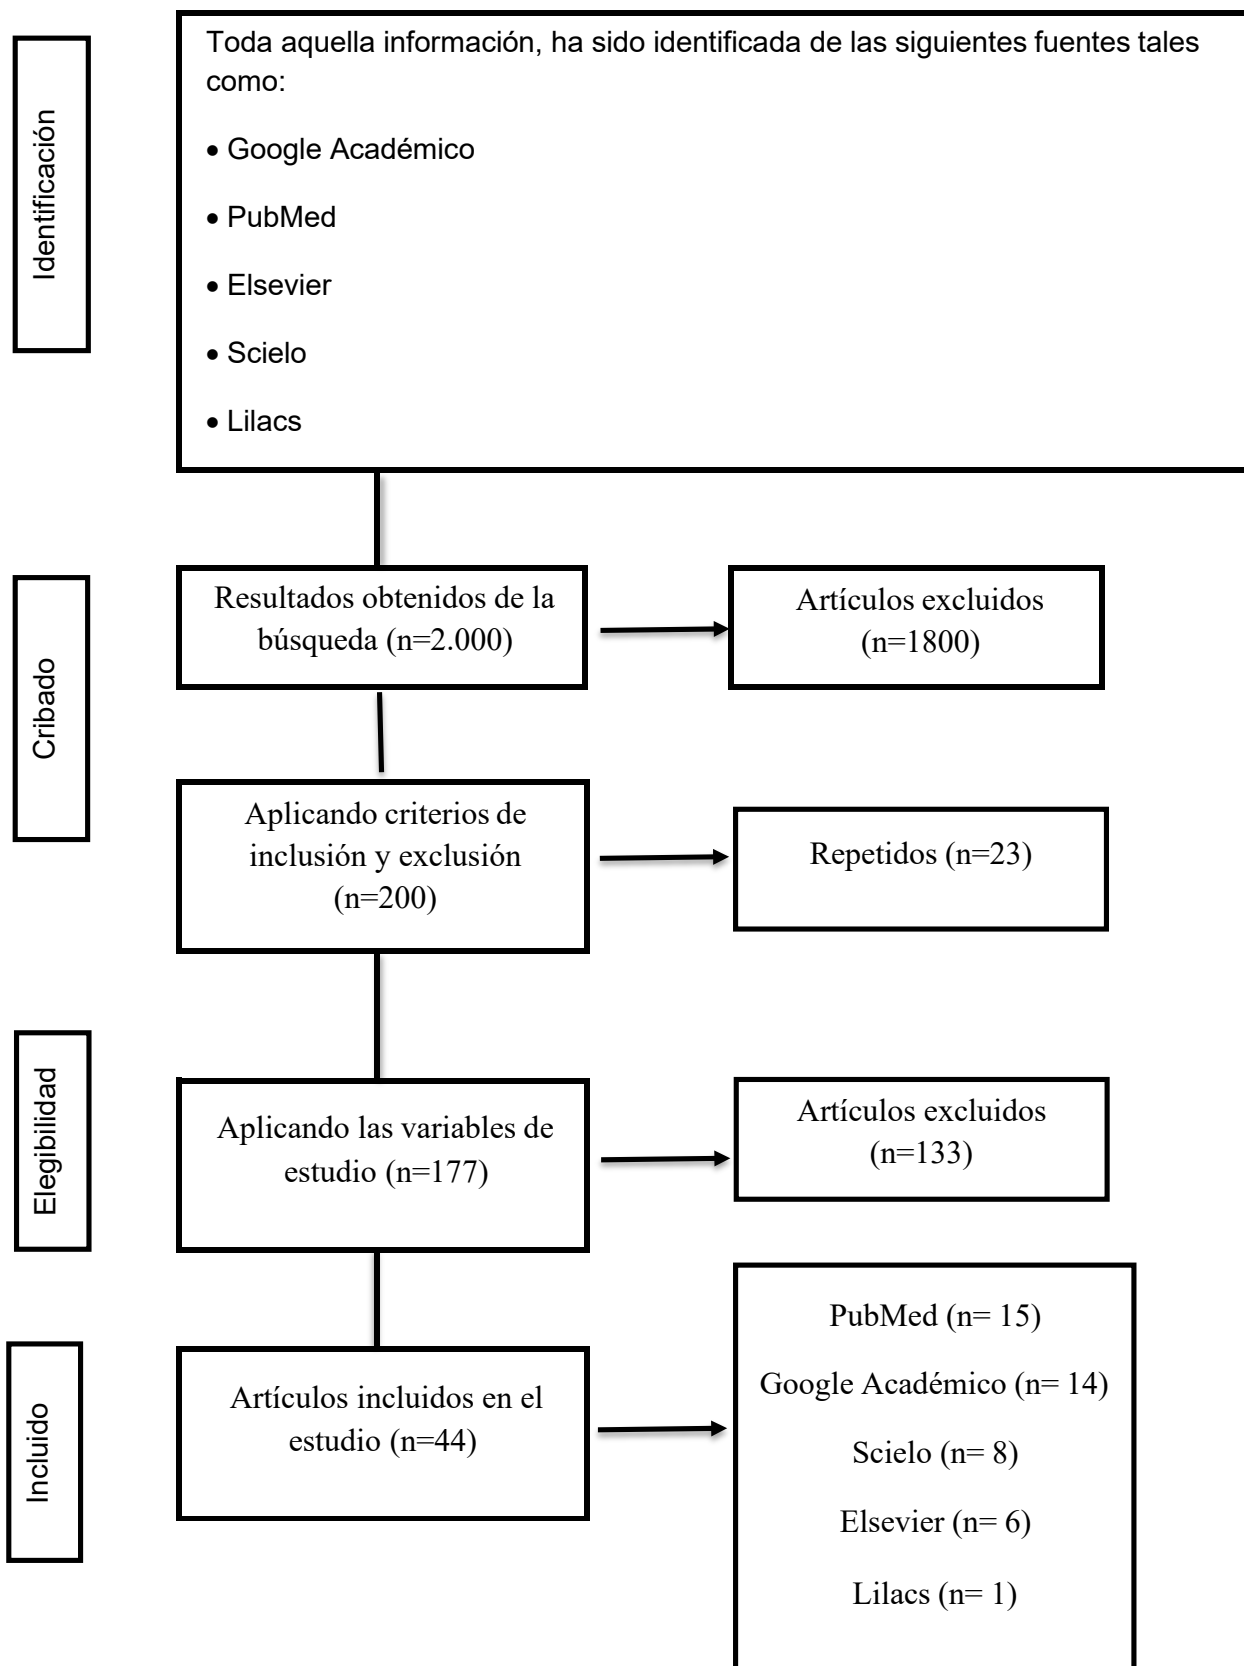 Identificación
Toda aquella información, ha sido identificada de las siguientes fuentes tales
como:
• Google Académico
• PubMed
• Elsevier
• Scielo
• Lilacs
Cribado
Resultados obtenidos de la
búsqueda (n=2.000)
Artículos excluidos
(n=1800)
Aplicando criterios de
inclusión y exclusión
(n=200)
Repetidos (n=23)
Elegibilidad
Aplicando las variables de
estudio (n=177)
Artículos excluidos
(n=133)
Incluido
Artículos incluidos en el
estudio (n=44)
PubMed (n= 15)
Google Académico (n= 14)
Scielo (n= 8)
Elsevier (n= 6)
Lilacs (n= 1)